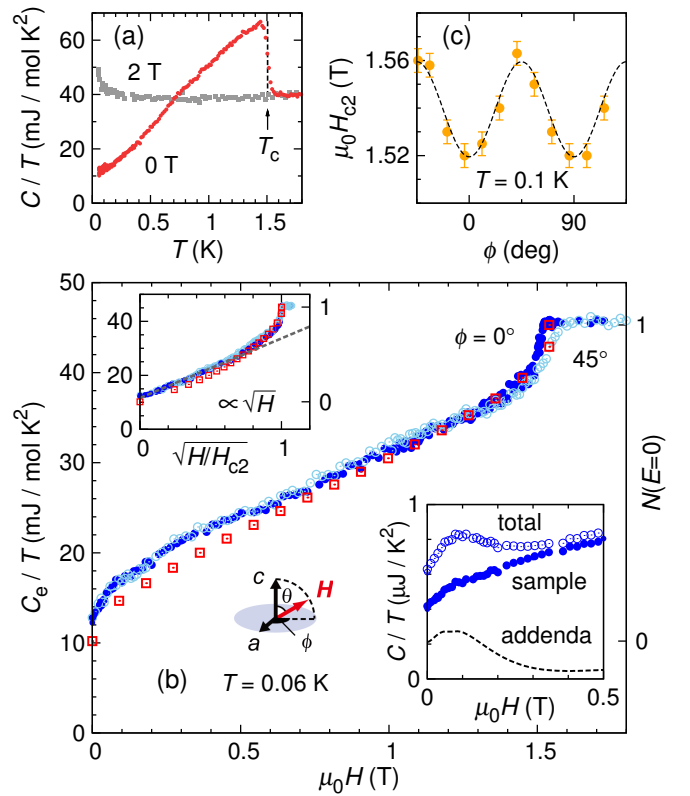 (a)
2 T
0 T
T_c
C / T (mJ / mol K²)
60
40
20
0
0
0.5
1
1.5
T (K)
(c)
μ₀H_c2 (T)
1.56
1.52
T = 0.1 K
0
90
ϕ (deg)
C_e / T (mJ / mol K²)
50
40
30
20
10
0
0
0.5
1.0
1.5
μ₀H (T)
N(E=0)
1
0
ϕ = 0°
45°
40
20
0
0
1
1
0
∝ √H
√H/H_c2
c
θ
H
a
ϕ
(b)
T = 0.06 K
total
sample
addenda
C / T (μJ / K²)
1
0
0
0.5
μ₀H (T)